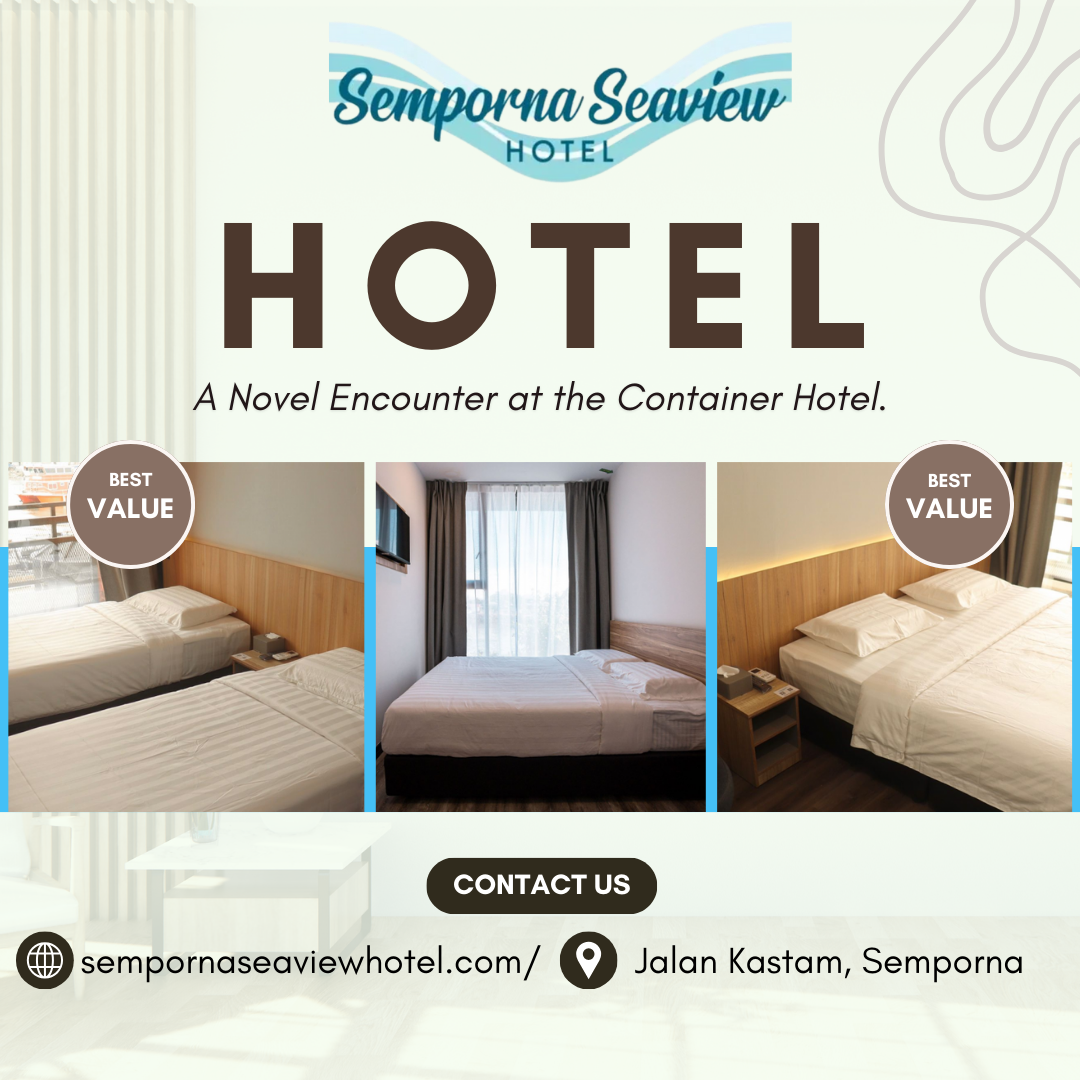 Semporna Seaview
HOTEL
HOTEL
A Novel Encounter at the Container Hotel.
BEST
VALUE
BEST
VALUE
CONTACT US
sempornaseaviewhotel.com/
Jalan Kastam, Semporna